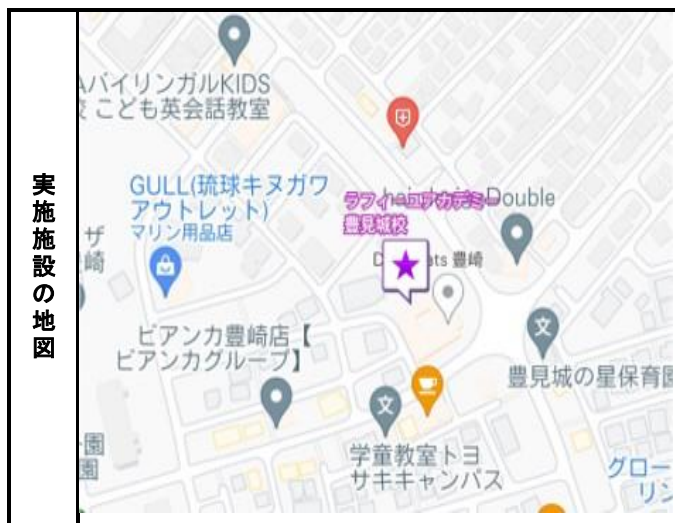 実施施設の地図
バイリンガルKIDS
こども英会話教室
GULL(琉球キヌガワ
アウトレット)
マリン用品店
ラフィーユアカデミー
豊見城校
Double
ザ
崎
豊崎
ビアンカ豊崎店【
ビアンカグループ】
豊見城の星保育園
学童教室トヨ
サキキャンパス
園
園
グロー
リン